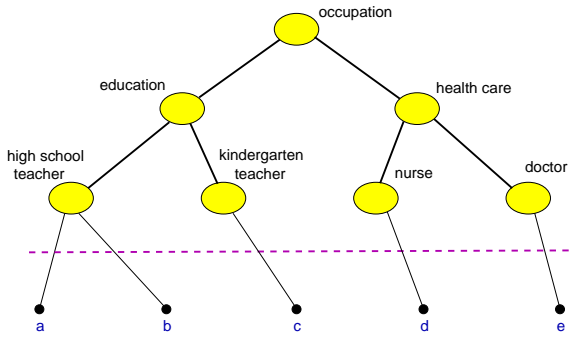 occupation
education
health care
high school
teacher
kindergarten
teacher
nurse
doctor
a
b
c
d
e